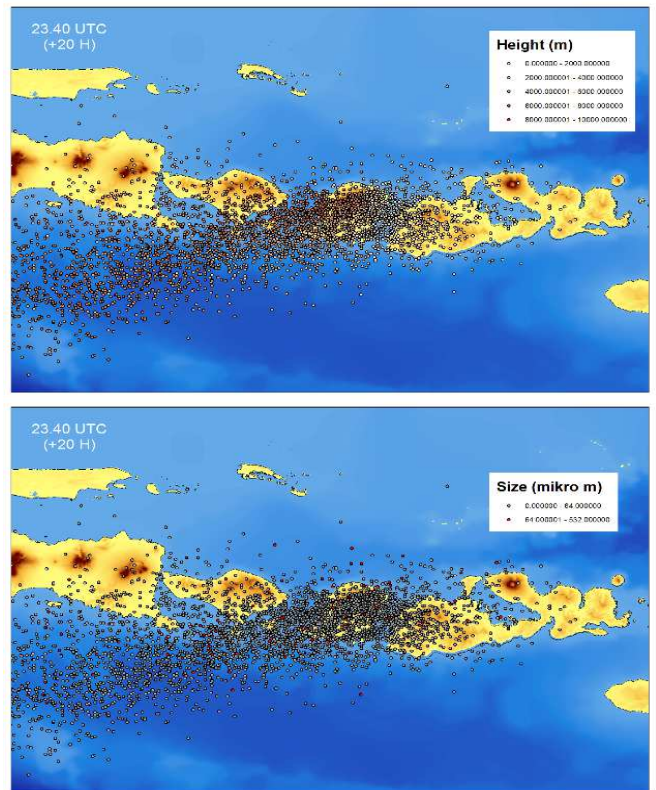 23.40 UTC
(+20 H)
Height (m)
0.000000 - 2000.000000
2000.000001 - 4000.000000
4000.000001 - 6000.000000
6000.000001 - 8000.000000
8000.000001 - 10000.000000
23.40 UTC
(+20 H)
Size (mikro m)
0.000000 - 64.000000
64.000001 - 532.000000